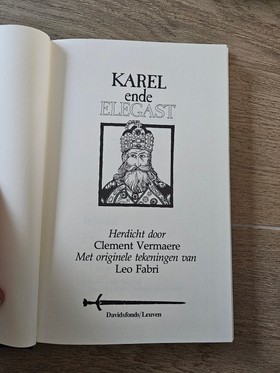 KAREL
ende
ELEGAST
Herdicht door
Clement Vermaere
Met originele tekeningen van
Leo Fabri
Davidsfonds/Leuven